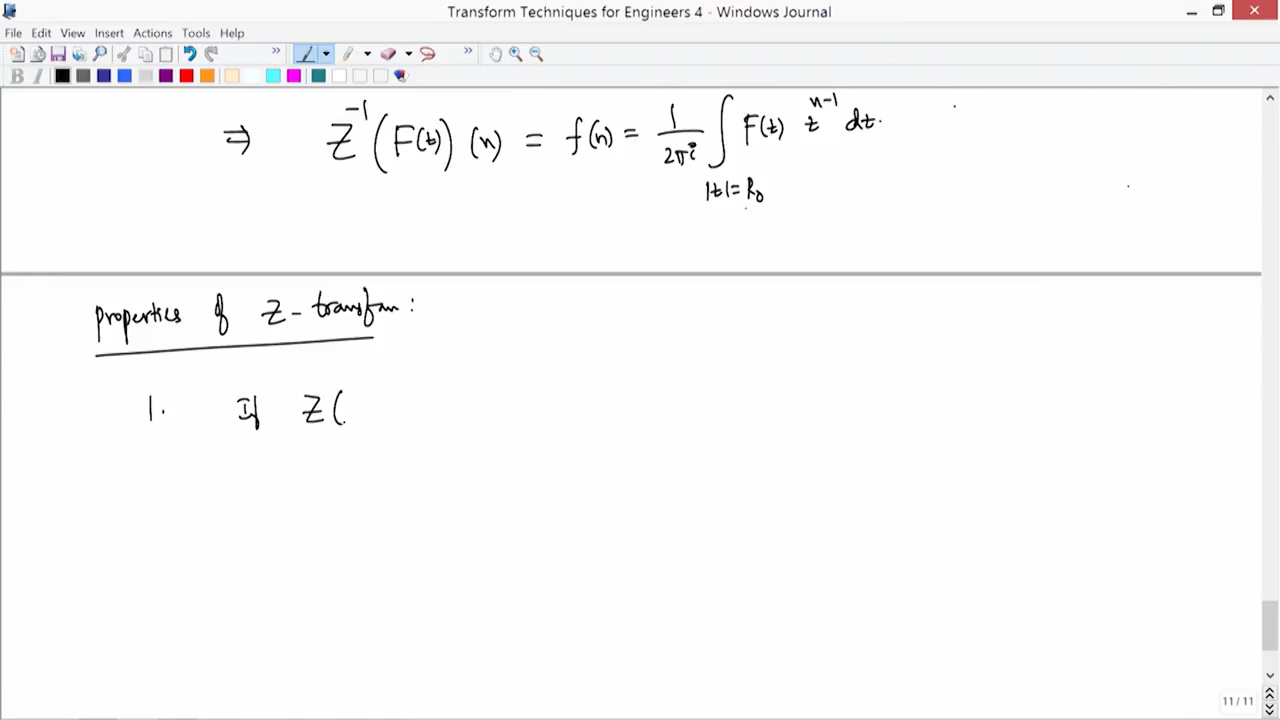 Transform Techniques for Engineers 4 - Windows Journal
File Edit View Insert Actions Tools Help
⇒ Z⁻¹(F(z))(n) = f(n) = 1/2πi ∫ F(z) z^{n-1} dz.
|z|=R₀
Properties of Z-transfom:
1. If Z(
11 / 11